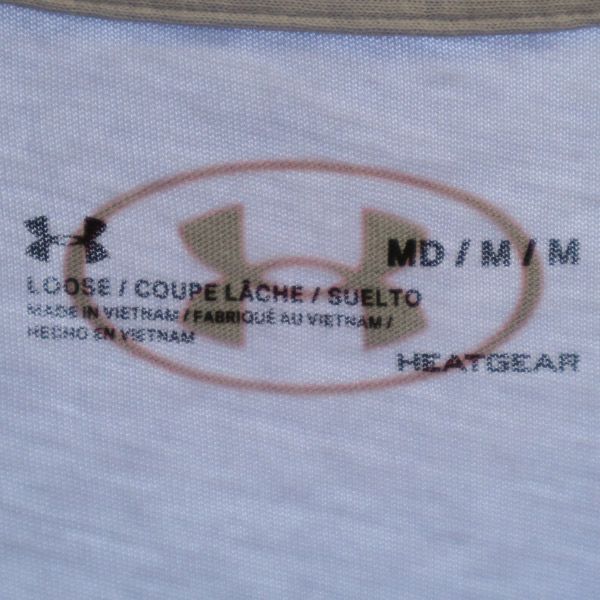 MD / M / M
LOOSE / COUPE LÂCHE / SUELTO
MADE IN VIETNAM / FABRIQUÉ AU VIETNAM /
HECHO EN VIETNAM
HEATGEAR